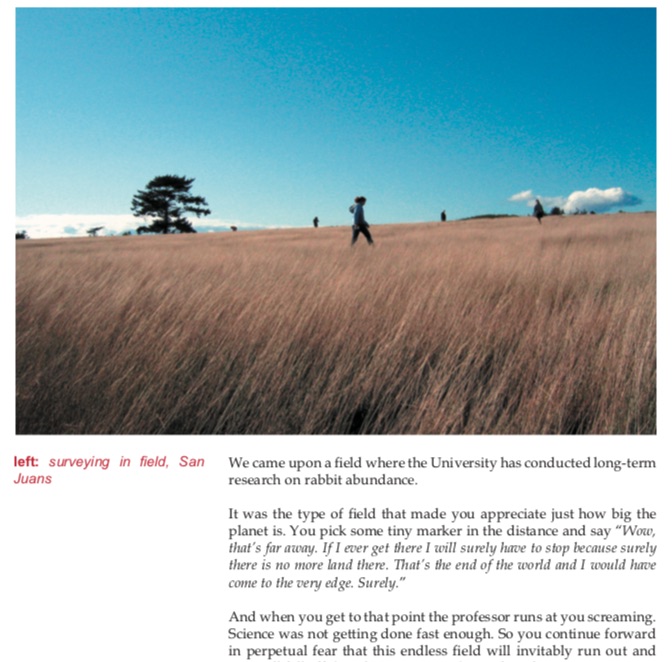 left: surveying in field, San
Juans
We came upon a field where the University has conducted long-term
research on rabbit abundance.
It was the type of field that made you appreciate just how big the
planet is. You pick some tiny marker in the distance and say “Wow,
that’s far away. If I ever get there I will surely have to stop because surely
there is no more land there. That’s the end of the world and I would have
come to the very edge. Surely.”
And when you get to that point the professor runs at you screaming.
Science was not getting done fast enough. So you continue forward
in perpetual fear that this endless field will invitably run out and